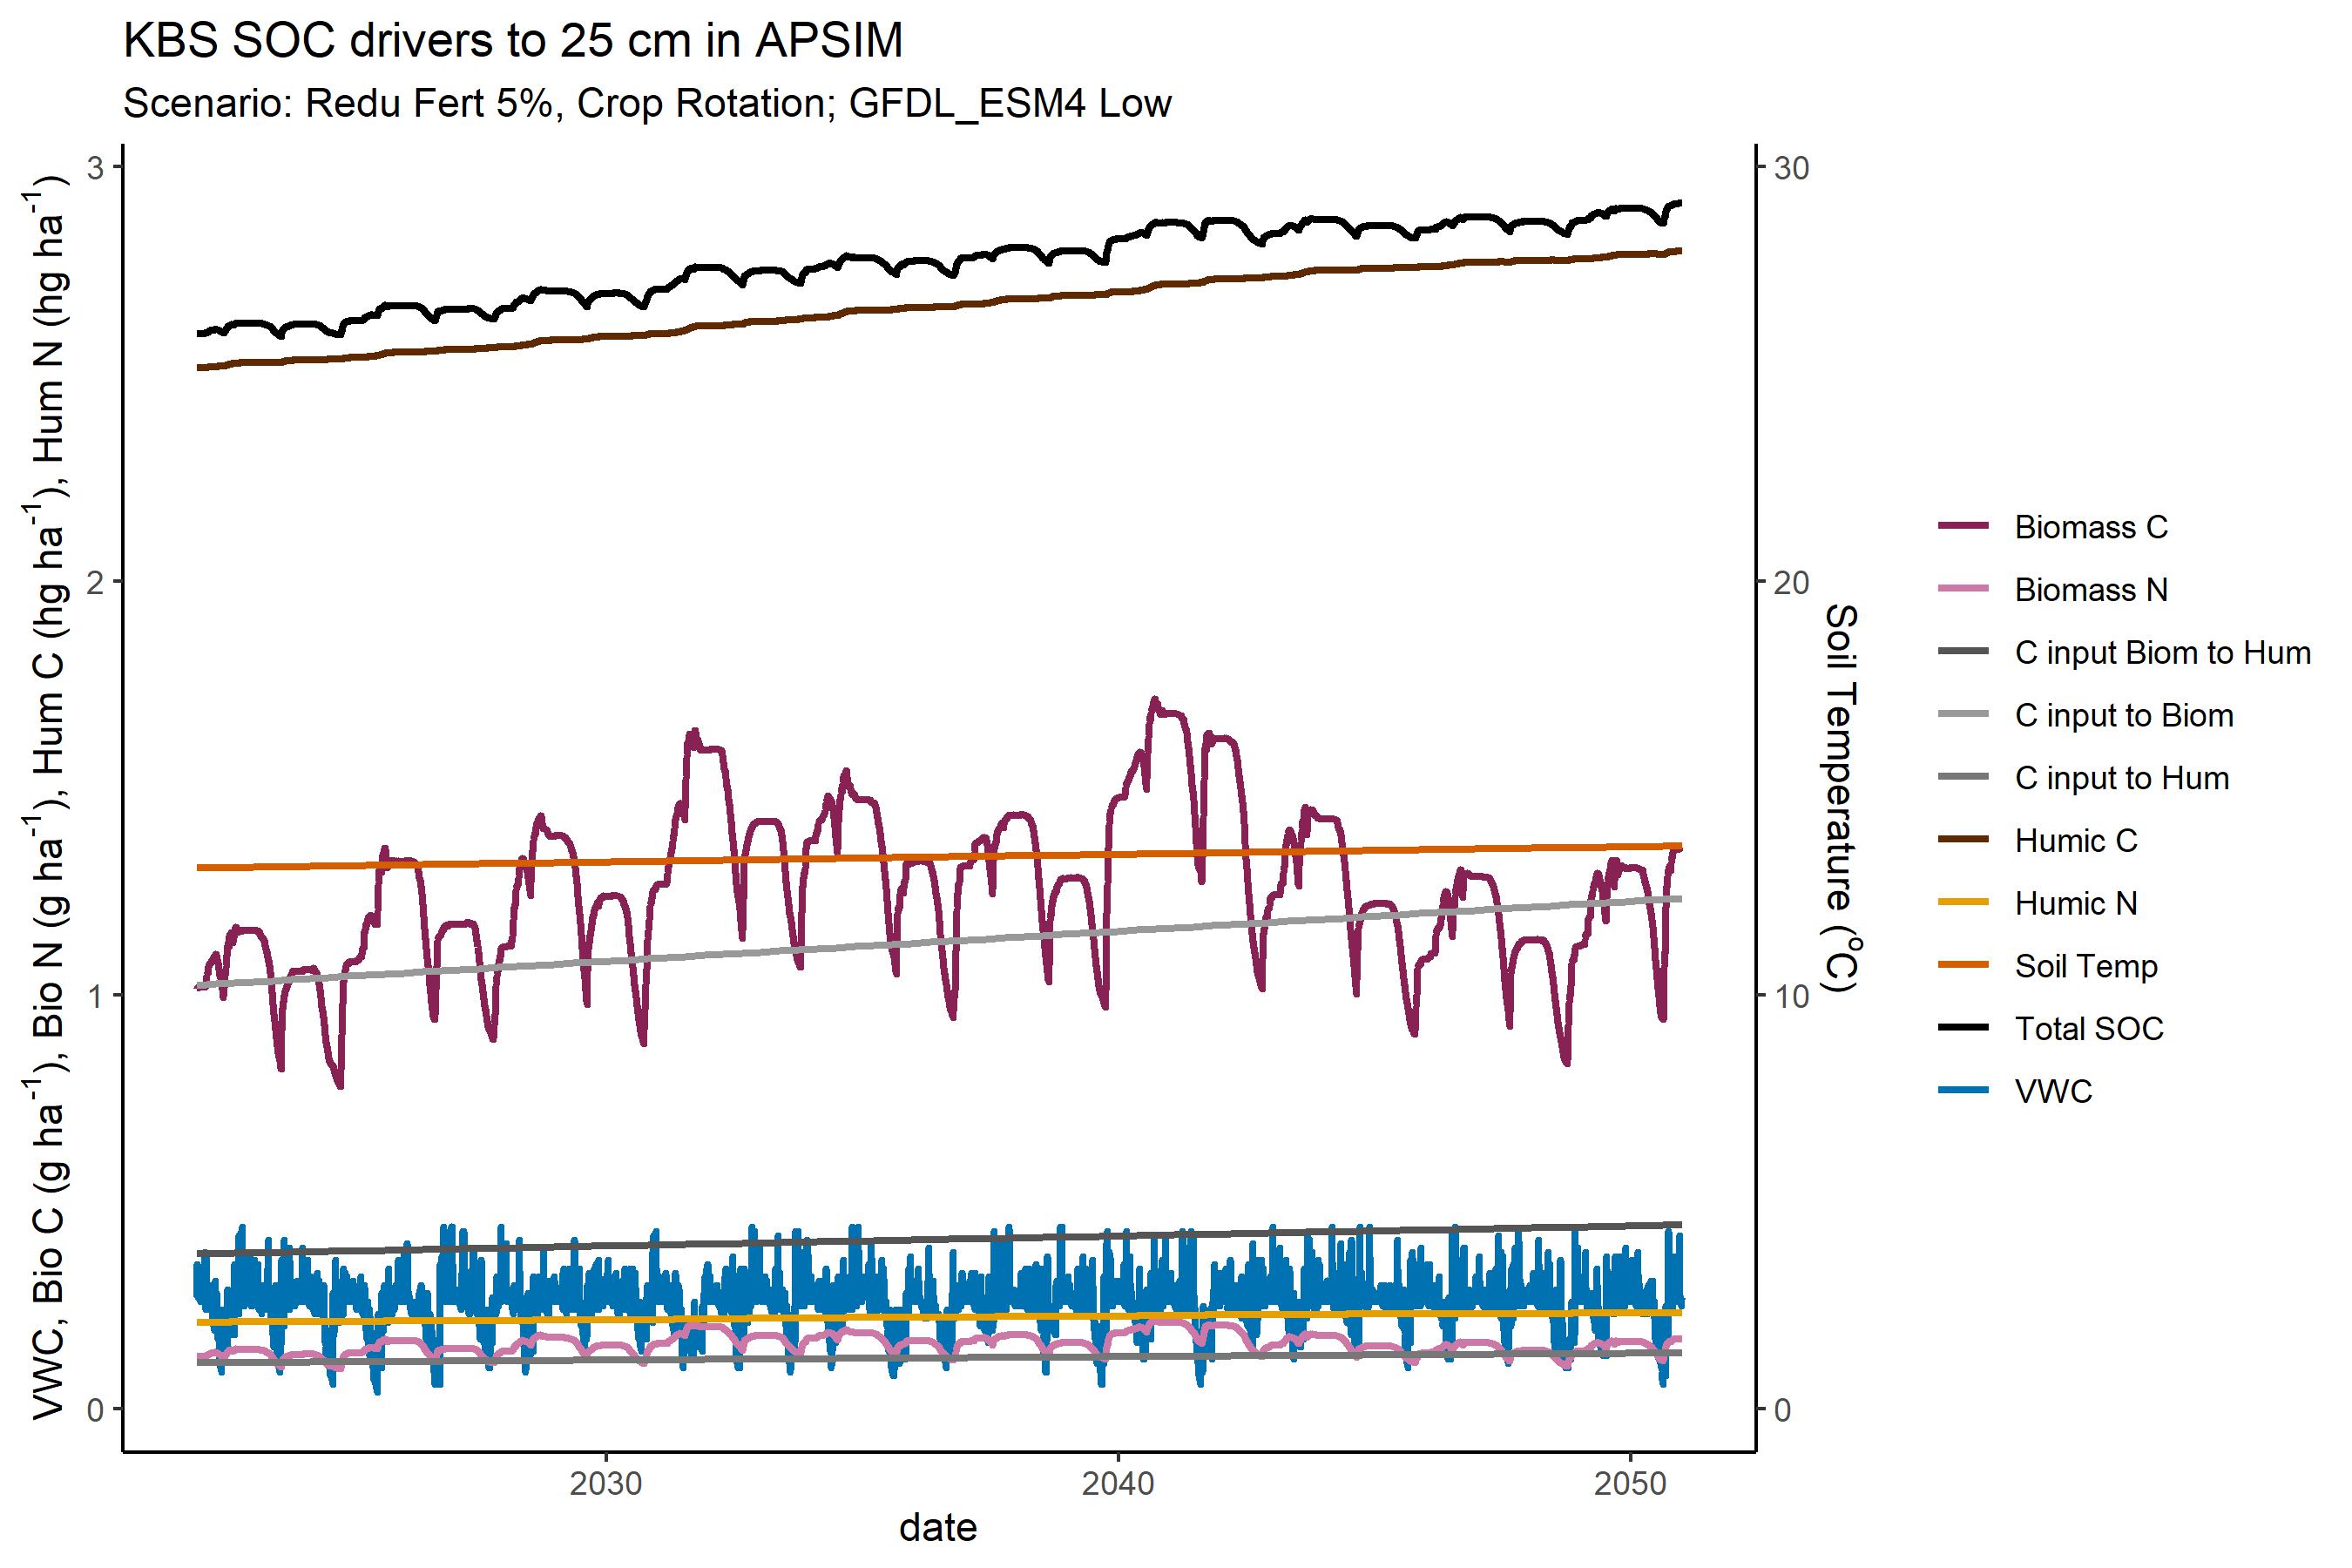 KBS SOC drivers to 25 cm in APSIM
Scenario: Redu Fert 5%, Crop Rotation; GFDL_ESM4 Low
VWC, Bio C (g ha⁻¹), Bio N (g ha⁻¹), Hum C (hg ha⁻¹), Hum N (hg ha⁻¹)
3
2
1
0
30
20
10
0
Soil Temperature (°C)
2030
2040
2050
date
Biomass C
Biomass N
C input Biom to Hum
C input to Biom
C input to Hum
Humic C
Humic N
Soil Temp
Total SOC
VWC